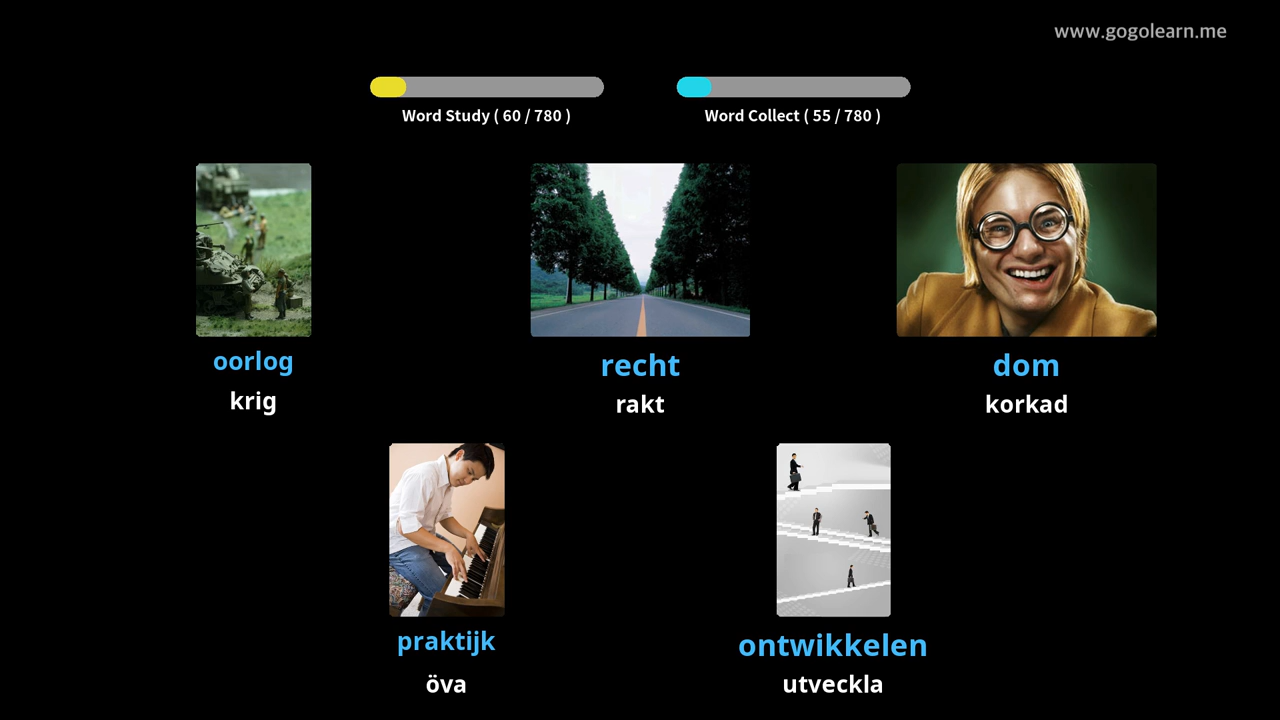 www.gogolearn.me
Word Study ( 60 / 780 )
Word Collect ( 55 / 780 )
oorlog
krig
recht
rakt
dom
korkad
praktijk
öva
ontwikkelen
utveckla